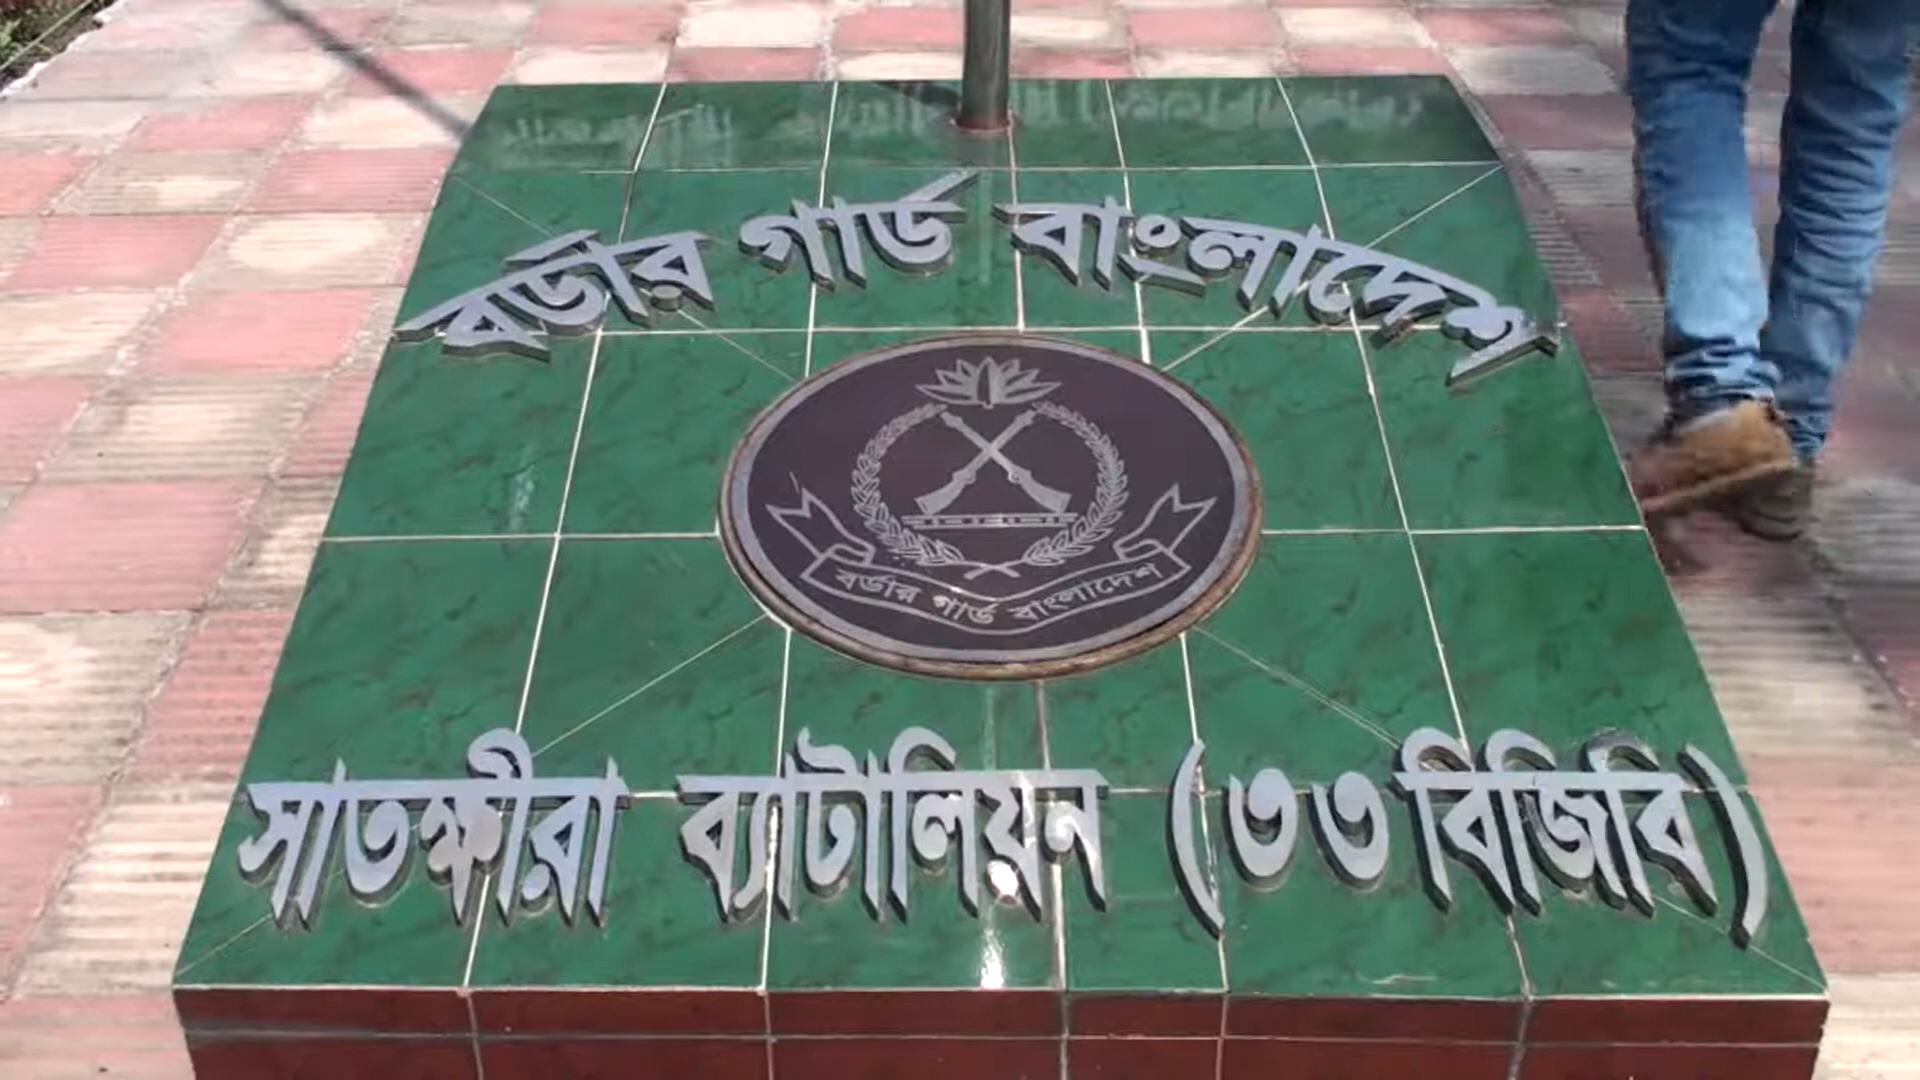 বর্ডার গার্ড বাংলাদেশ
বর্ডার গার্ড বাংলাদেশ
সাতক্ষীরা ব্যাটালিয়ন (৩৩ বিজিবি)